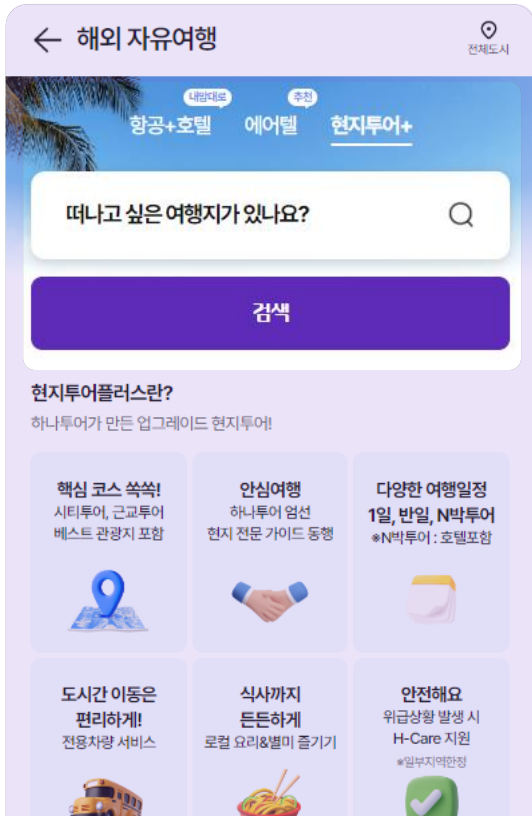 해외 자유여행
전체도시
내맘대로
추천
항공+호텔 에어텔 현지투어+
떠나고 싶은 여행지가 있나요?
검색
현지투어플러스란?
하나투어가 만든 업그레이드 현지투어!
핵심 코스 쏙쏙!
시티투어, 근교투어
베스트 관광지 포함
안심여행
하나투어 엄선
현지 전문 가이드 동행
다양한 여행일정
1일, 반일, N박투어
※N박투어 : 호텔포함
도시간 이동은
편리하게!
전용차량 서비스
식사까지
든든하게
로컬 요리&별미 즐기기
안전해요
위급상황 발생 시
H-Care 지원
※일부지역한정